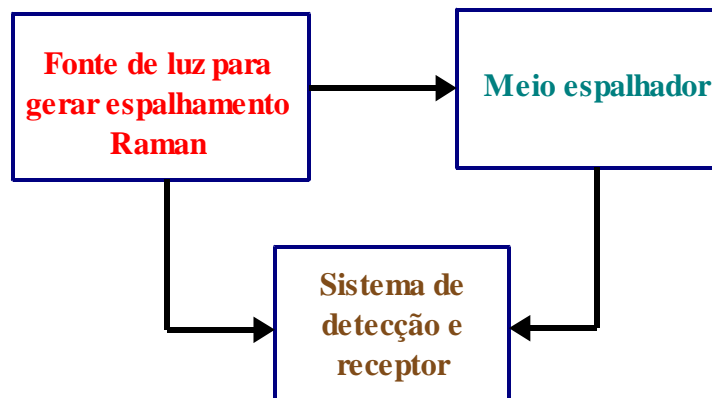 Fonte de luz para
gerar espalhamento
Raman
Meio espalhador
Sistema de
detecção e
receptor